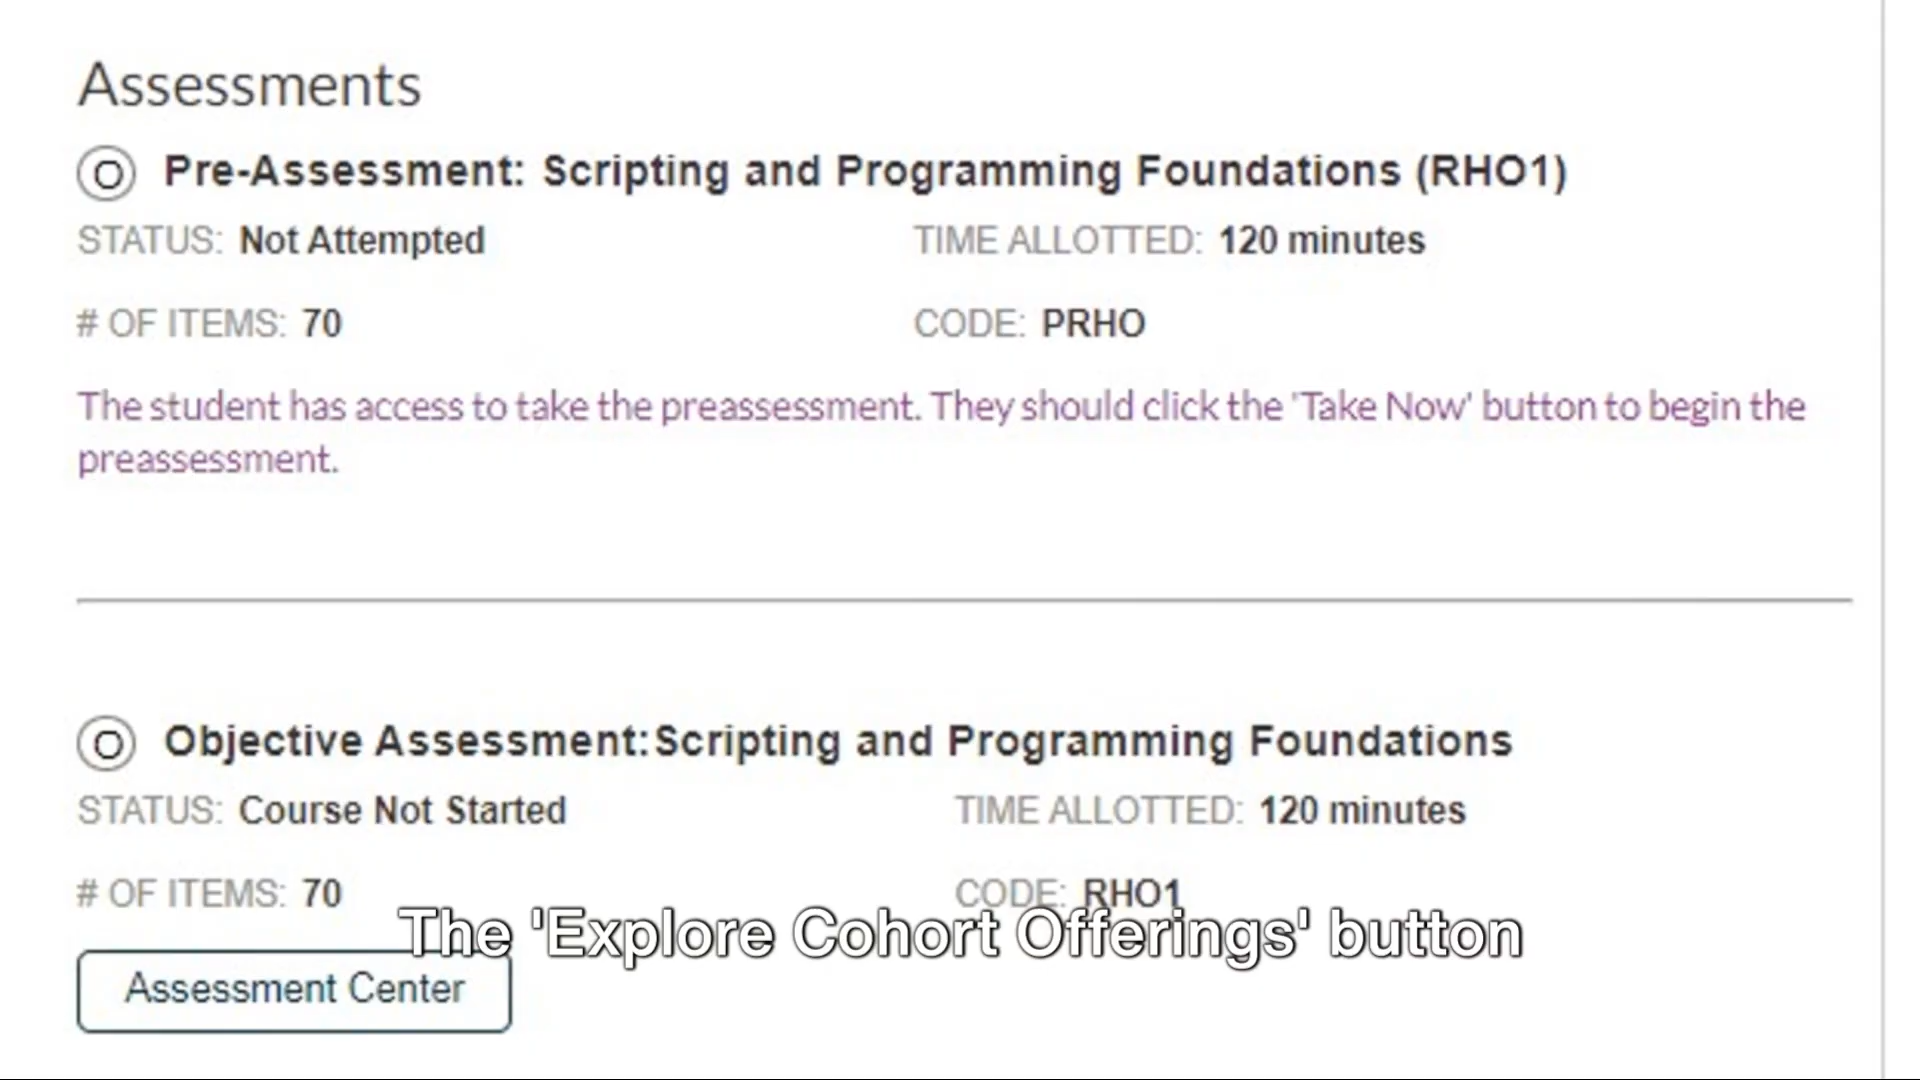 Assessments
Pre-Assessment: Scripting and Programming Foundations (RHO1)
STATUS: Not Attempted TIME ALLOTTED: 120 minutes
# OF ITEMS: 70 CODE: PRHO
The student has access to take the preassessment. They should click the 'Take Now' button to begin the
preassessment.
Objective Assessment:Scripting and Programming Foundations
STATUS: Course Not Started TIME ALLOTTED: 120 minutes
# OF ITEMS: 70 CODE: RHO1
The 'Explore Cohort Offerings' button
Assessment Center